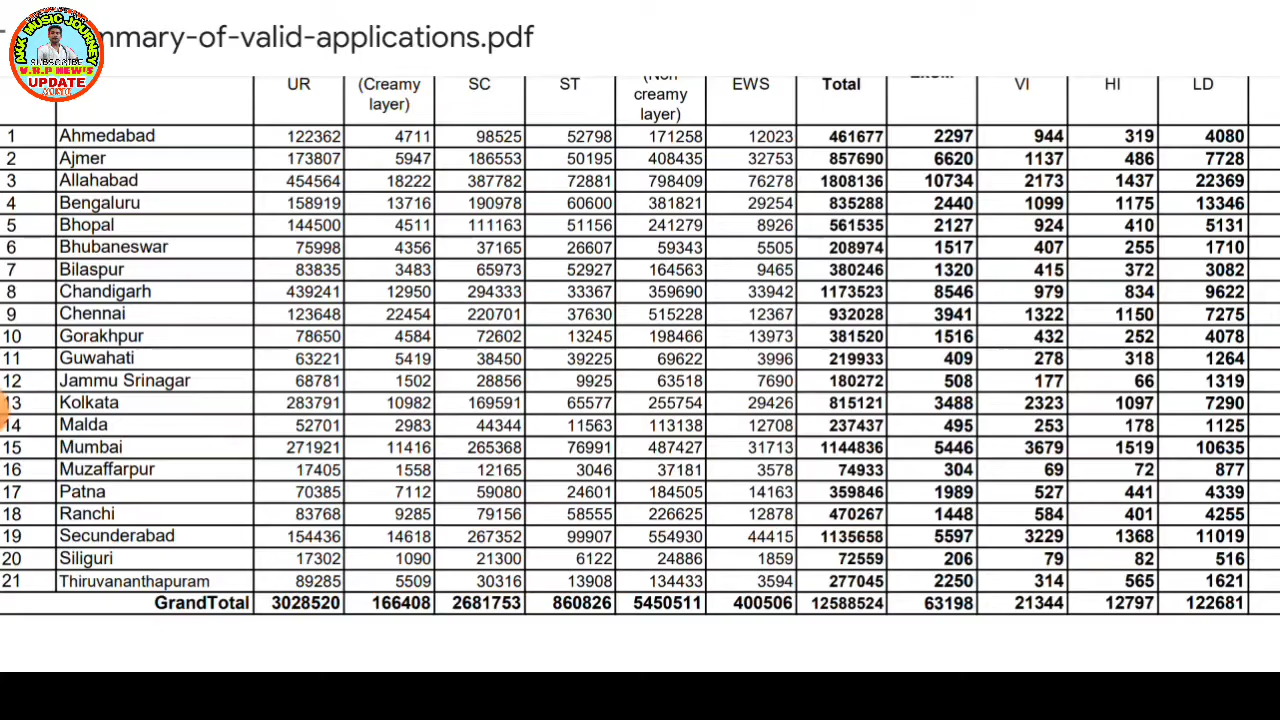 AKK MUSIC JOURNEY
SUBSCRIBE
V.R.P NEW'S
UPDATE
mmary-of-valid-applications.pdf
UR (Creamy layer) SC ST (Non creamy layer) EWS Total VI HI LD
1 Ahmedabad 122362 4711 98525 52798 171258 12023 461677 2297 944 319 4080
2 Ajmer 173807 5947 186553 50195 408435 32753 857690 6620 1137 486 7728
3 Allahabad 454564 18222 387782 72881 798409 76278 1808136 10734 2173 1437 22369
4 Bengaluru 158919 13716 190978 60600 381821 29254 835288 2440 1099 1175 13346
5 Bhopal 144500 4511 111163 51156 241279 8926 561535 2127 924 410 5131
6 Bhubaneswar 75998 4356 37165 26607 59343 5505 208974 1517 407 255 1710
7 Bilaspur 83835 3483 65973 52927 164563 9465 380246 1320 415 372 3082
8 Chandigarh 439241 12950 294333 33367 359690 33942 1173523 8546 979 834 9622
9 Chennai 123648 22454 220701 37630 515228 12367 932028 3941 1322 1150 7275
10 Gorakhpur 78650 4584 72602 13245 198466 13973 381520 1516 432 252 4078
11 Guwahati 63221 5419 38450 39225 69622 3996 219933 409 278 318 1264
12 Jammu Srinagar 68781 1502 28856 9925 63518 7690 180272 508 177 66 1319
13 Kolkata 283791 10982 169591 65577 255754 29426 815121 3488 2323 1097 7290
14 Malda 52701 2983 44344 11563 113138 12708 237437 495 253 178 1125
15 Mumbai 271921 11416 265368 76991 487427 31713 1144836 5446 3679 1519 10635
16 Muzaffarpur 17405 1558 12165 3046 37181 3578 74933 304 69 72 877
17 Patna 70385 7112 59080 24601 184505 14163 359846 1989 527 441 4339
18 Ranchi 83768 9285 79156 58555 226625 12878 470267 1448 584 401 4255
19 Secunderabad 154436 14618 267352 99907 554930 44415 1135658 5597 3229 1368 11019
20 Siliguri 17302 1090 21300 6122 24886 1859 72559 206 79 82 516
21 Thiruvananthapuram 89285 5509 30316 13908 134433 3594 277045 2250 314 565 1621
GrandTotal 3028520 166408 2681753 860826 5450511 400506 12588524 63198 21344 12797 122681